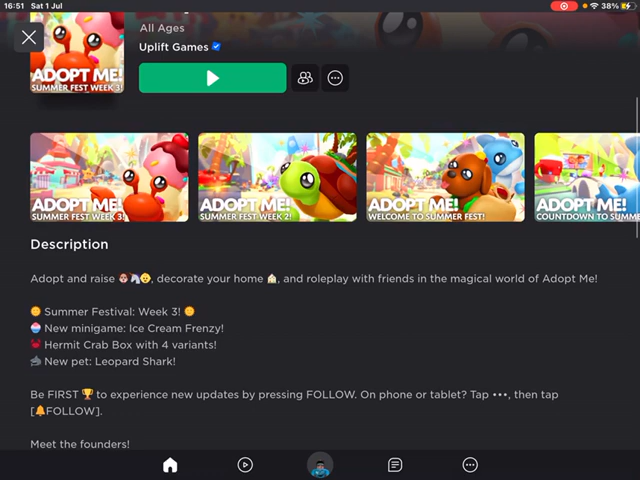 16:51 Sat 1 Jul 38%
All Ages
Uplift Games
ADOPT ME!
SUMMER FEST WEEK 3!
ADOPT ME!
SUMMER FEST WEEK 3!
ADOPT ME!
SUMMER FEST WEEK 2!
ADOPT ME!
WELCOME TO SUMMER FEST!
ADOPT ME!
COUNTDOWN TO SUMME
Description
Adopt and raise 👶🦄👶, decorate your home 🏠, and roleplay with friends in the magical world of Adopt Me!
☀️ Summer Festival: Week 3! ☀️
🍧 New minigame: Ice Cream Frenzy!
🦀 Hermit Crab Box with 4 variants!
🦈 New pet: Leopard Shark!
Be FIRST 🏆 to experience new updates by pressing FOLLOW. On phone or tablet? Tap •••, then tap
[🔔FOLLOW].
Meet the founders!